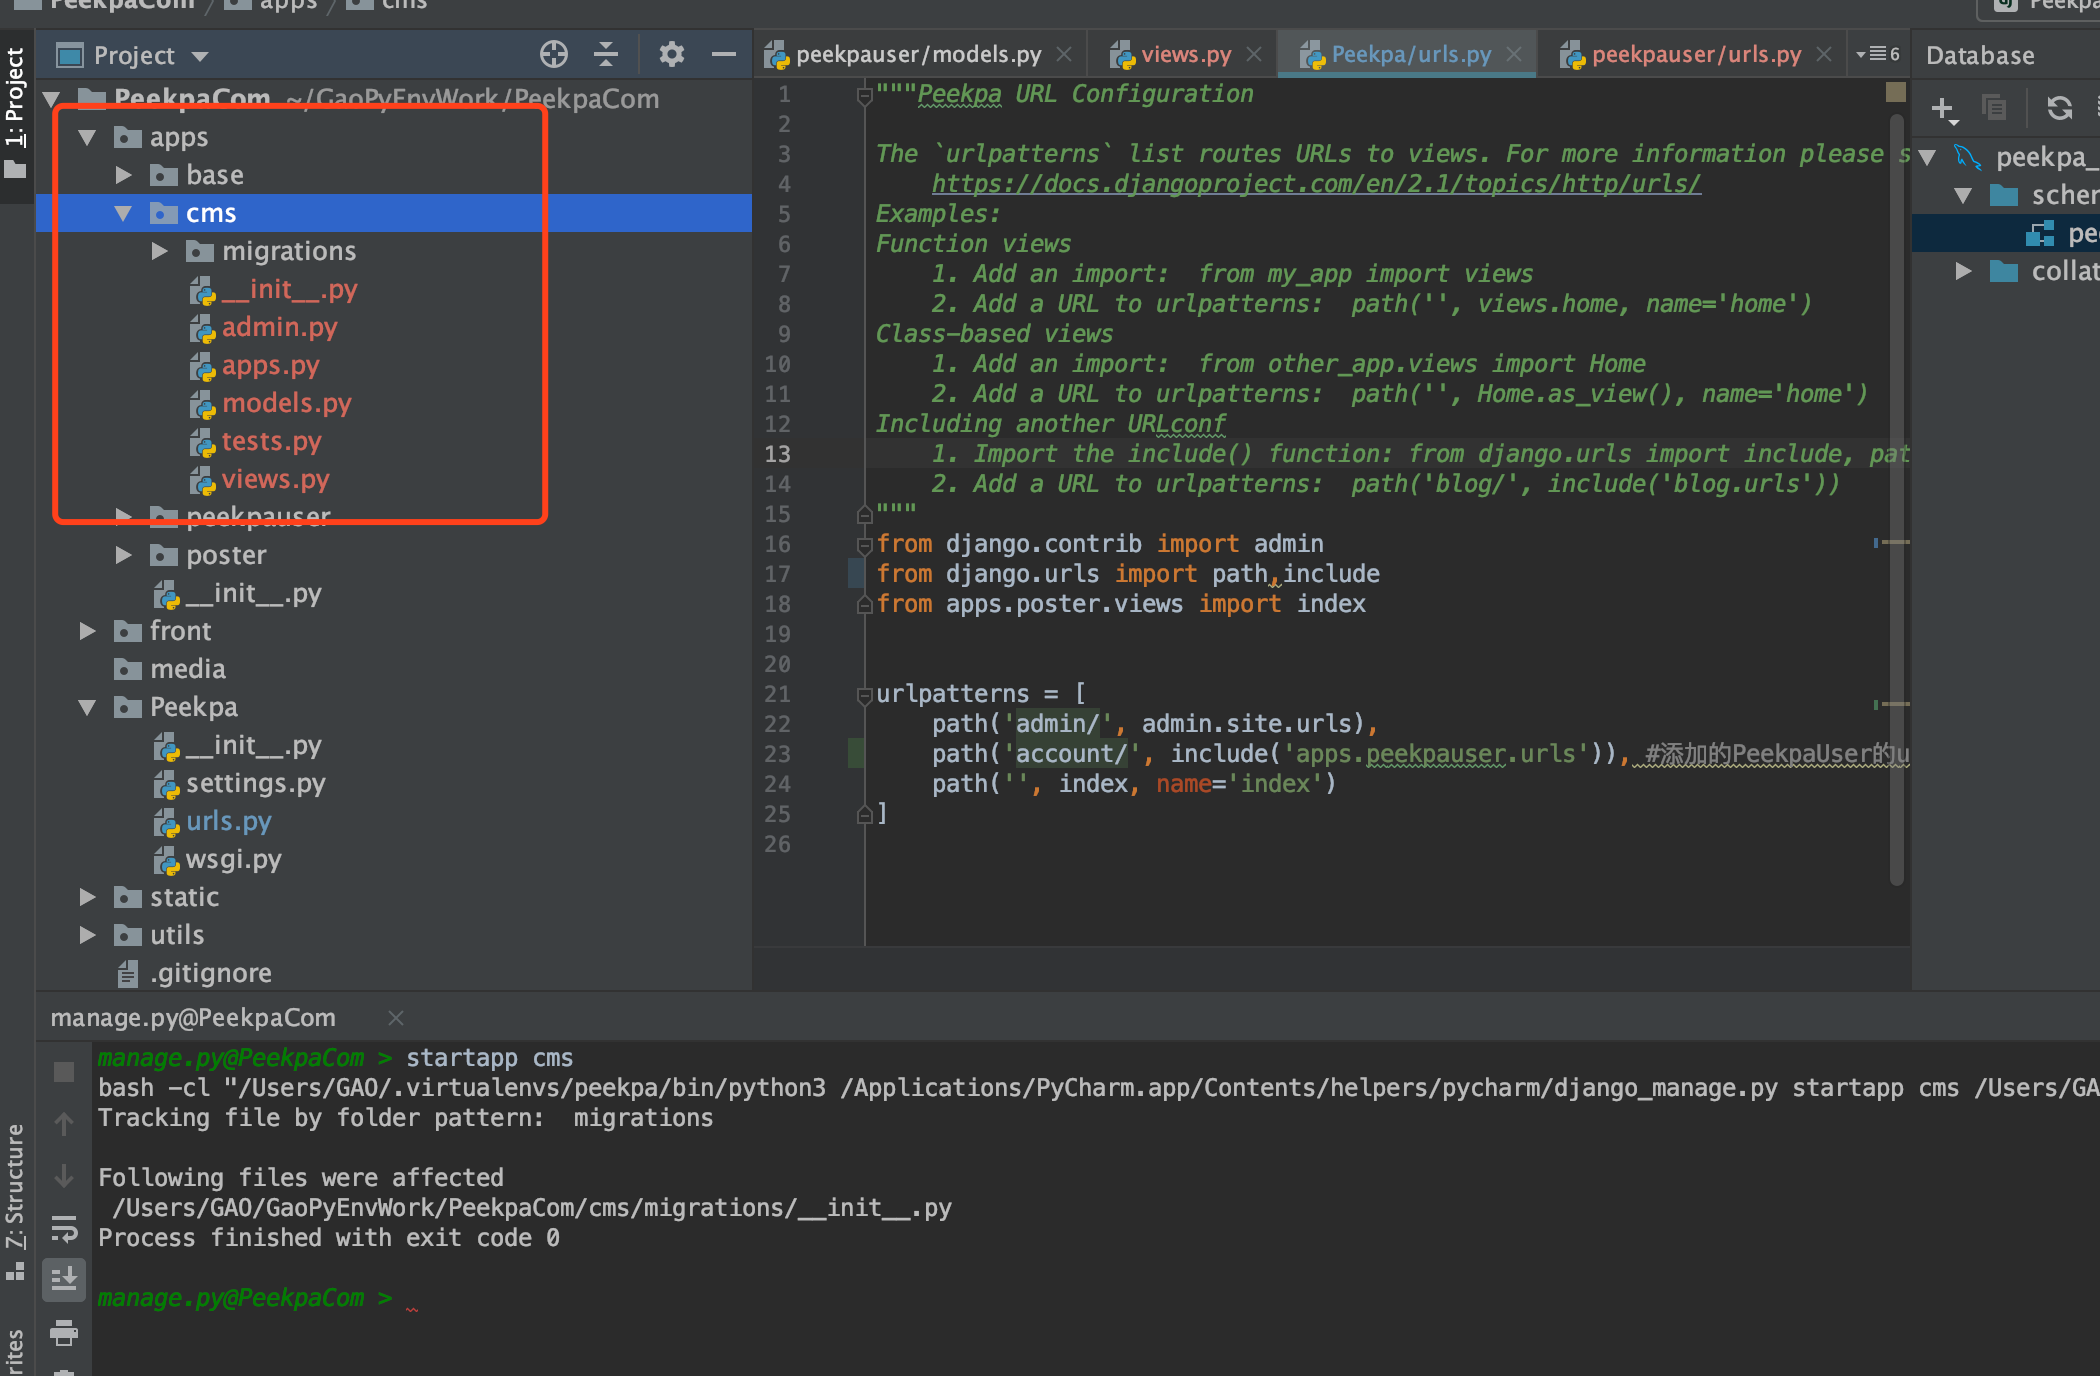 PeekpaCom / apps / cms
1: Project
Project
PeekpaCom ~/GaoPyEnvWork/PeekpaCom
apps
base
cms
migrations
__init__.py
admin.py
apps.py
models.py
tests.py
views.py
peekpauser
poster
__init__.py
front
media
Peekpa
__init__.py
settings.py
urls.py
wsgi.py
static
utils
.gitignore
peekpauser/models.py
views.py
Peekpa/urls.py
peekpauser/urls.py
6
1 """Peekpa URL Configuration
2
3 The `urlpatterns` list routes URLs to views. For more information please s
4 https://docs.djangoproject.com/en/2.1/topics/http/urls/
5 Examples:
6 Function views
7 1. Add an import:  from my_app import views
8 2. Add a URL to urlpatterns:  path('', views.home, name='home')
9 Class-based views
10 1. Add an import:  from other_app.views import Home
11 2. Add a URL to urlpatterns:  path('', Home.as_view(), name='home')
12 Including another URLconf
13 1. Import the include() function: from django.urls import include, pat
14 2. Add a URL to urlpatterns:  path('blog/', include('blog.urls'))
15 """
16 from django.contrib import admin
17 from django.urls import path,include
18 from apps.poster.views import index
19
20
21 urlpatterns = [
22 path('admin/', admin.site.urls),
23 path('account/', include('apps.peekpauser.urls')), #添加的PeekpaUser的u
24 path('', index, name='index')
25 ]
26
Database
peekpa_
schem
pe
collat
manage.py@PeekpaCom
manage.py@PeekpaCom > startapp cms
bash -cl "/Users/GAO/.virtualenvs/peekpa/bin/python3 /Applications/PyCharm.app/Contents/helpers/pycharm/django_manage.py startapp cms /Users/GA
Tracking file by folder pattern:  migrations
Following files were affected
/Users/GAO/GaoPyEnvWork/PeekpaCom/cms/migrations/__init__.py
Process finished with exit code 0
manage.py@PeekpaCom >
Z: Structure
rites